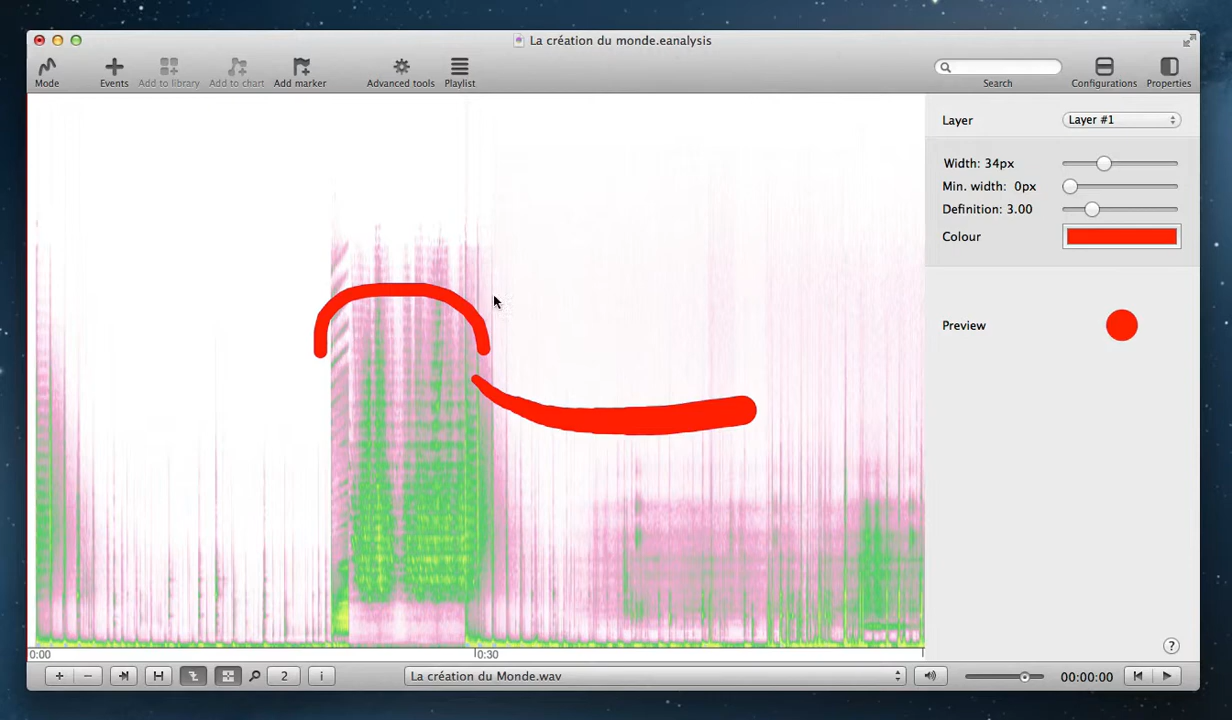 La création du monde.eanalysis
Mode
Events
Add to library
Add to chart
Add marker
Advanced tools
Playlist
Search
Configurations
Properties
Layer
Layer #1
Width: 34px
Min. width: 0px
Definition: 3.00
Colour
Preview
?
0:00
0:30
2
i
La création du Monde.wav
00:00:00